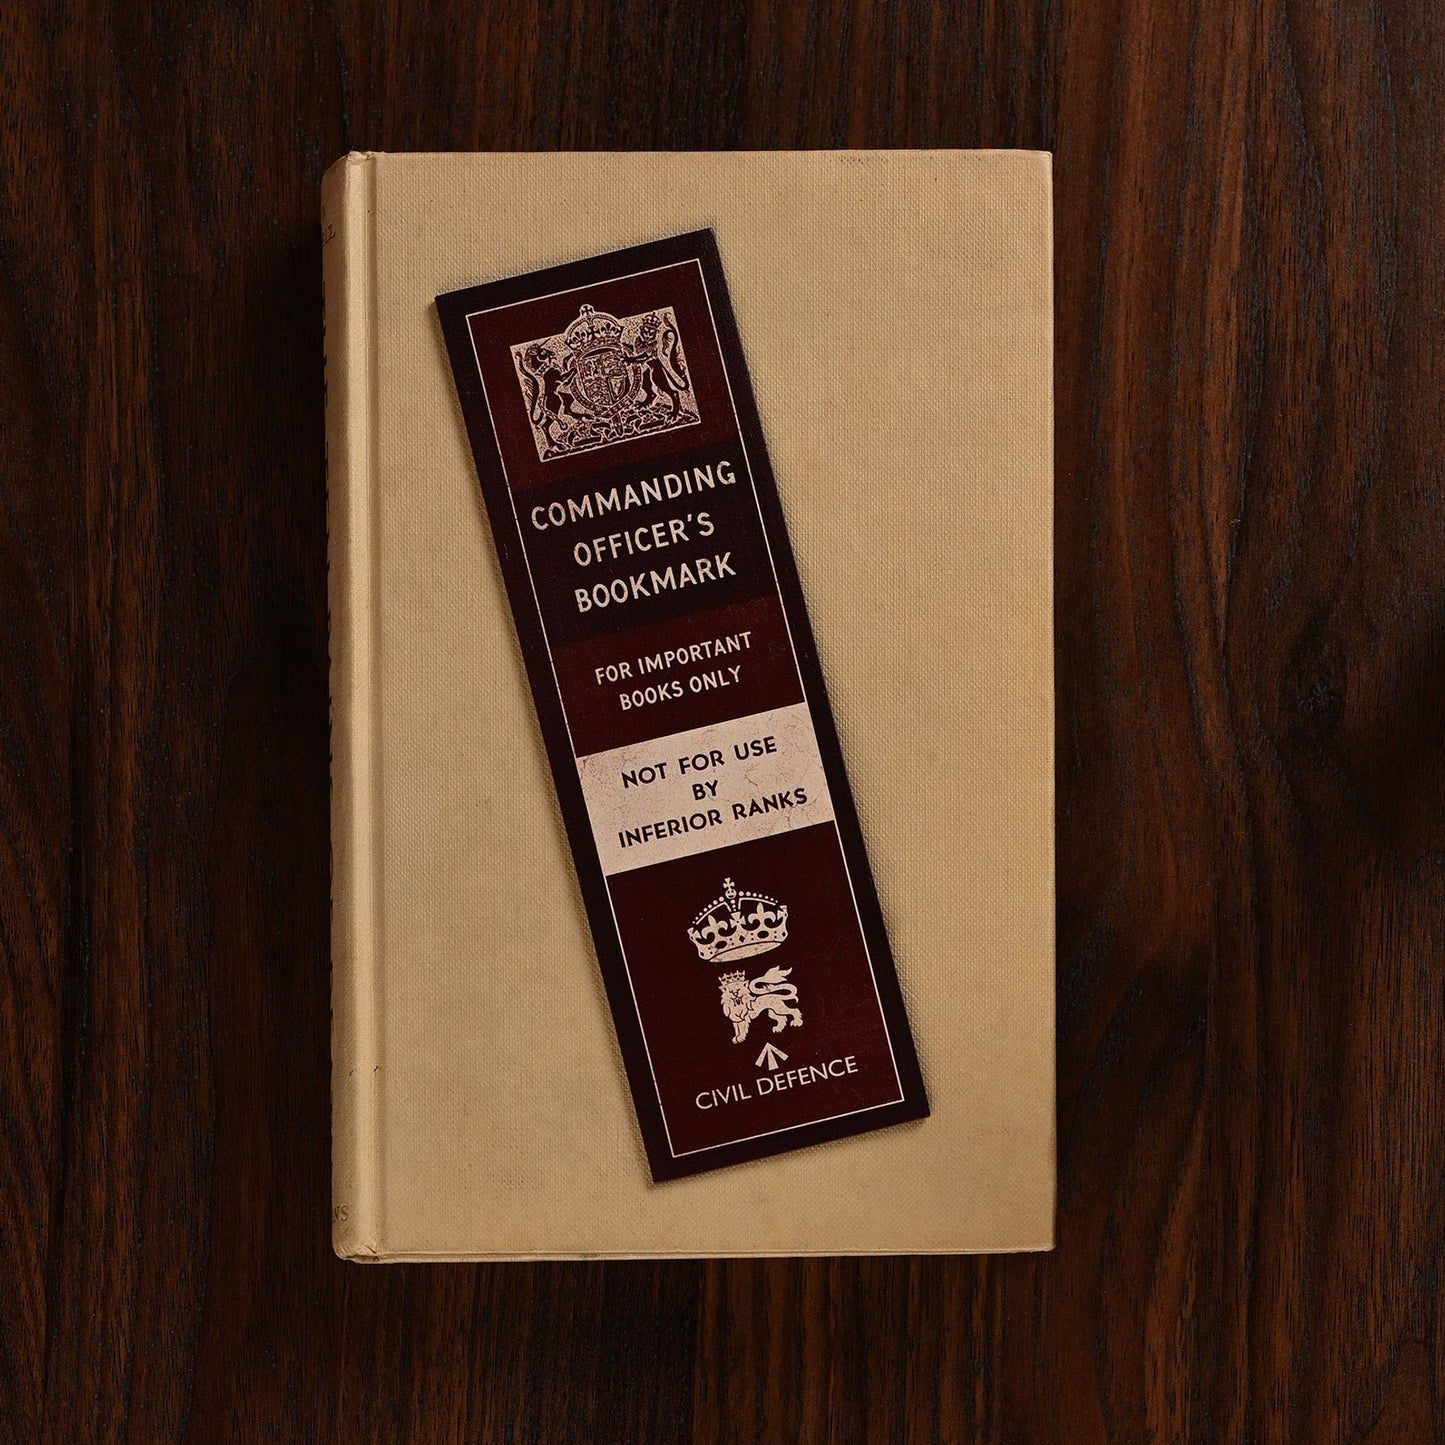 COMMANDING
OFFICER'S
BOOKMARK
FOR IMPORTANT
BOOKS ONLY
NOT FOR USE
BY
INFERIOR RANKS
CIVIL DEFENCE